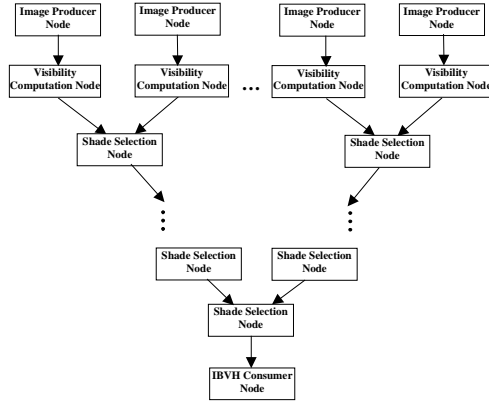 Image Producer
Node
Image Producer
Node
Image Producer
Node
Image Producer
Node
Visibility
Computation Node
Visibility
Computation Node
...
Visibility
Computation Node
Visibility
Computation Node
Shade Selection
Node
Shade Selection
Node
Shade Selection
Node
Shade Selection
Node
Shade Selection
Node
IBVH Consumer
Node